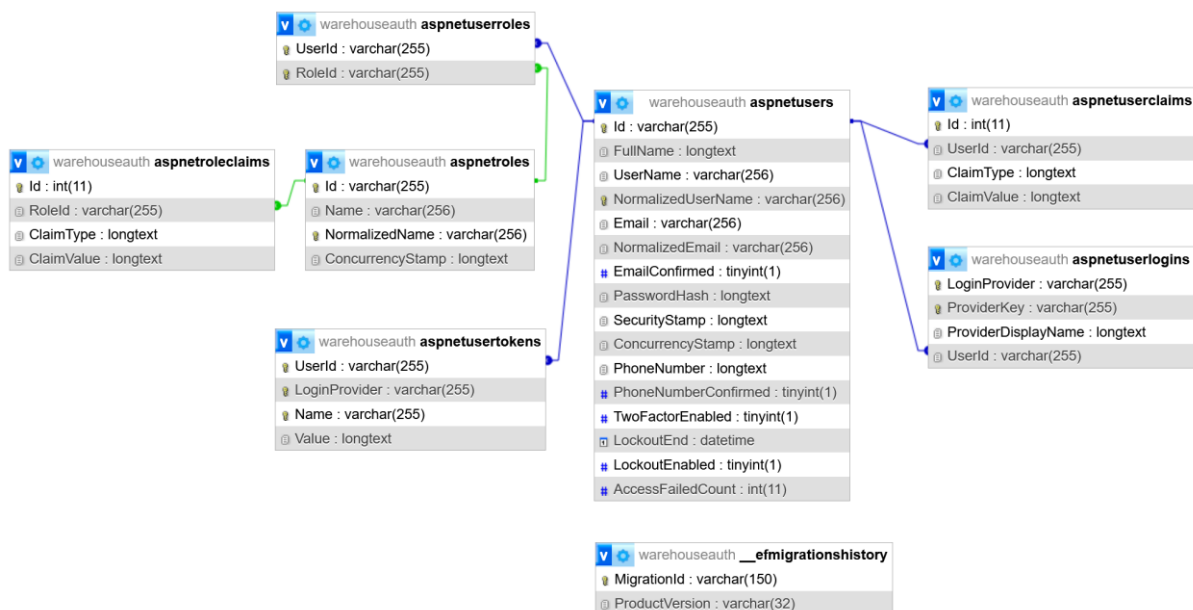 v warehouseauth aspnetuserroles
UserId : varchar(255)
RoleId : varchar(255)
v warehouseauth aspnetroleclaims
Id : int(11)
RoleId : varchar(255)
ClaimType : longtext
ClaimValue : longtext
v warehouseauth aspnetroles
Id : varchar(255)
Name : varchar(256)
NormalizedName : varchar(256)
ConcurrencyStamp : longtext
v warehouseauth aspnetusertokens
UserId : varchar(255)
LoginProvider : varchar(255)
Name : varchar(255)
Value : longtext
v warehouseauth aspnetusers
Id : varchar(255)
FullName : longtext
UserName : varchar(256)
NormalizedUserName : varchar(256)
Email : varchar(256)
NormalizedEmail : varchar(256)
# EmailConfirmed : tinyint(1)
PasswordHash : longtext
SecurityStamp : longtext
ConcurrencyStamp : longtext
PhoneNumber : longtext
# PhoneNumberConfirmed : tinyint(1)
# TwoFactorEnabled : tinyint(1)
LockoutEnd : datetime
# LockoutEnabled : tinyint(1)
# AccessFailedCount : int(11)
v warehouseauth aspnetuserclaims
Id : int(11)
UserId : varchar(255)
ClaimType : longtext
ClaimValue : longtext
v warehouseauth aspnetuserlogins
LoginProvider : varchar(255)
ProviderKey : varchar(255)
ProviderDisplayName : longtext
UserId : varchar(255)
v warehouseauth __efmigrationshistory
MigrationId : varchar(150)
ProductVersion : varchar(32)